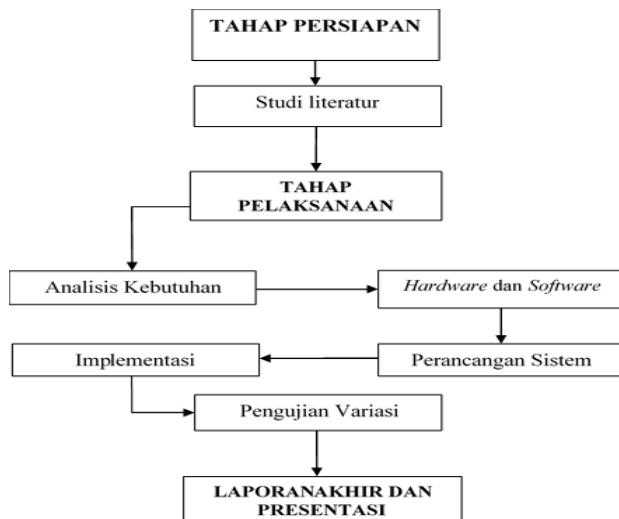 TAHAP PERSIAPAN
Studi literatur
TAHAP
PELAKSANAAN
Analisis Kebutuhan
Hardware dan Software
Perancangan Sistem
Implementasi
Pengujian Variasi
LAPORANAKHIR DAN
PRESENTASI